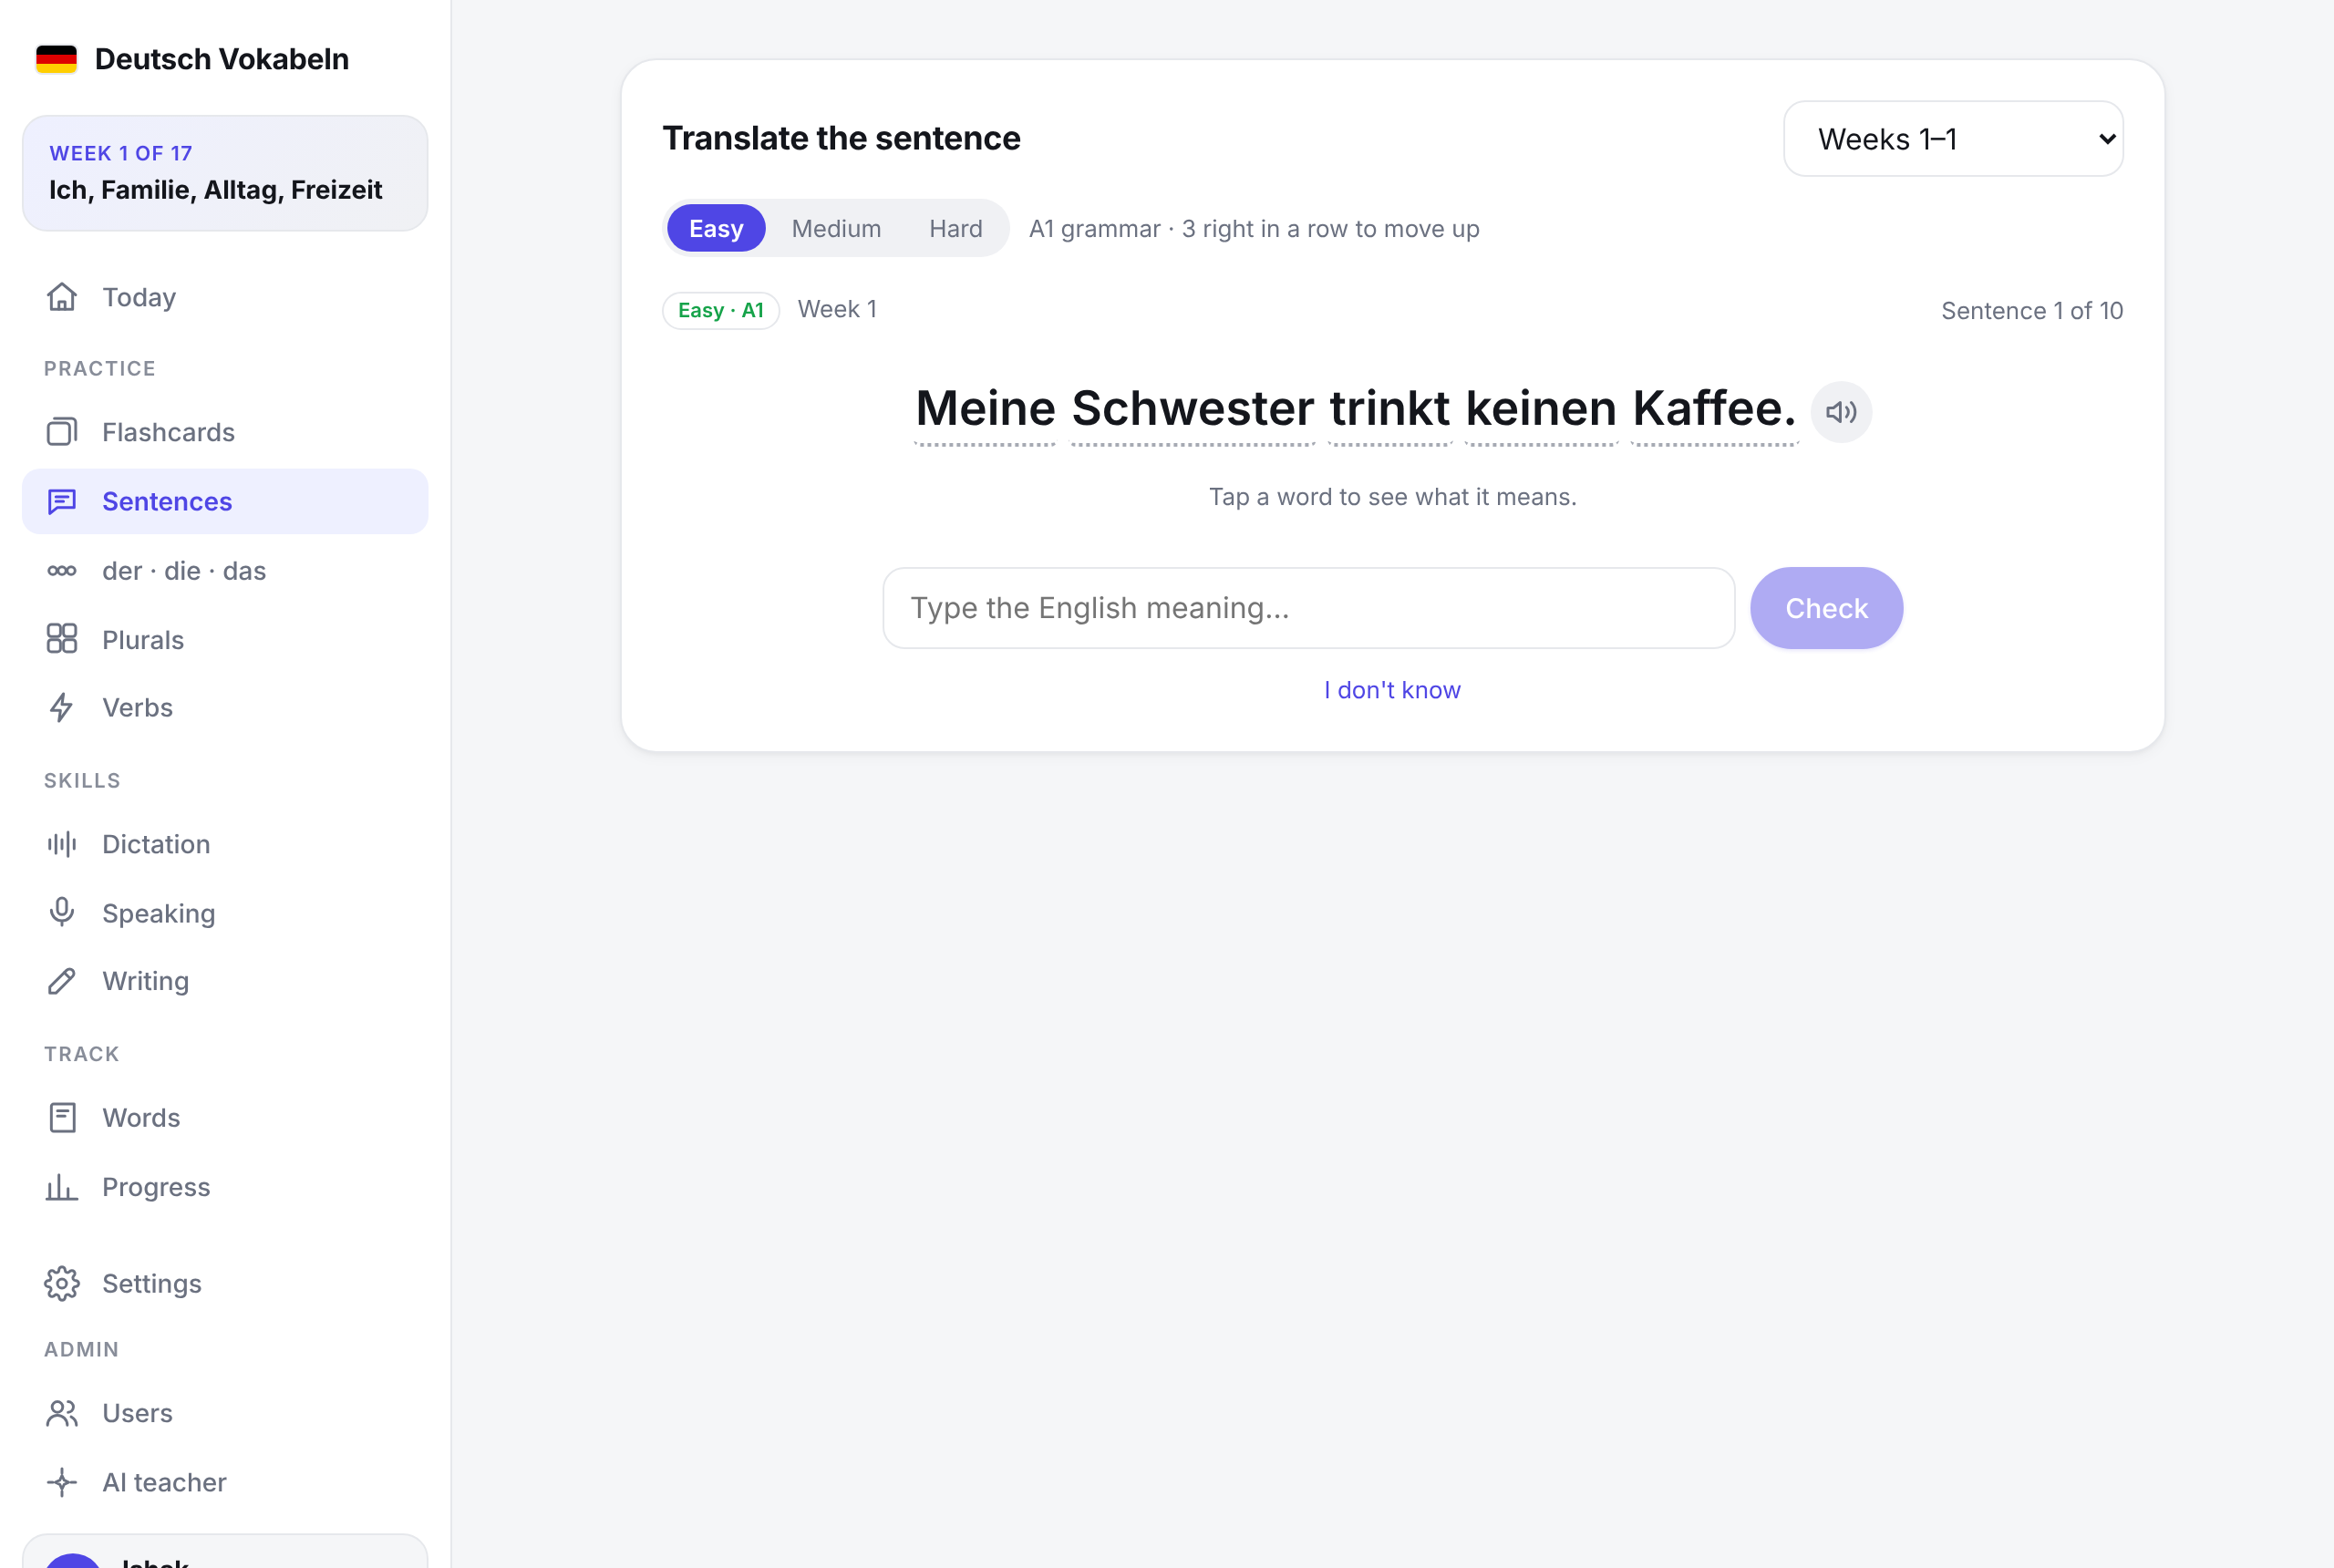 Deutsch Vokabeln
WEEK 1 OF 17
Ich, Familie, Alltag, Freizeit
Today
PRACTICE
Flashcards
Sentences
der · die · das
Plurals
Verbs
SKILLS
Dictation
Speaking
Writing
TRACK
Words
Progress
Settings
ADMIN
Users
AI teacher
Translate the sentence
Weeks 1–1
Easy Medium Hard A1 grammar · 3 right in a row to move up
Easy · A1 Week 1 Sentence 1 of 10
Meine Schwester trinkt keinen Kaffee.
Tap a word to see what it means.
Type the English meaning...
Check
I don't know